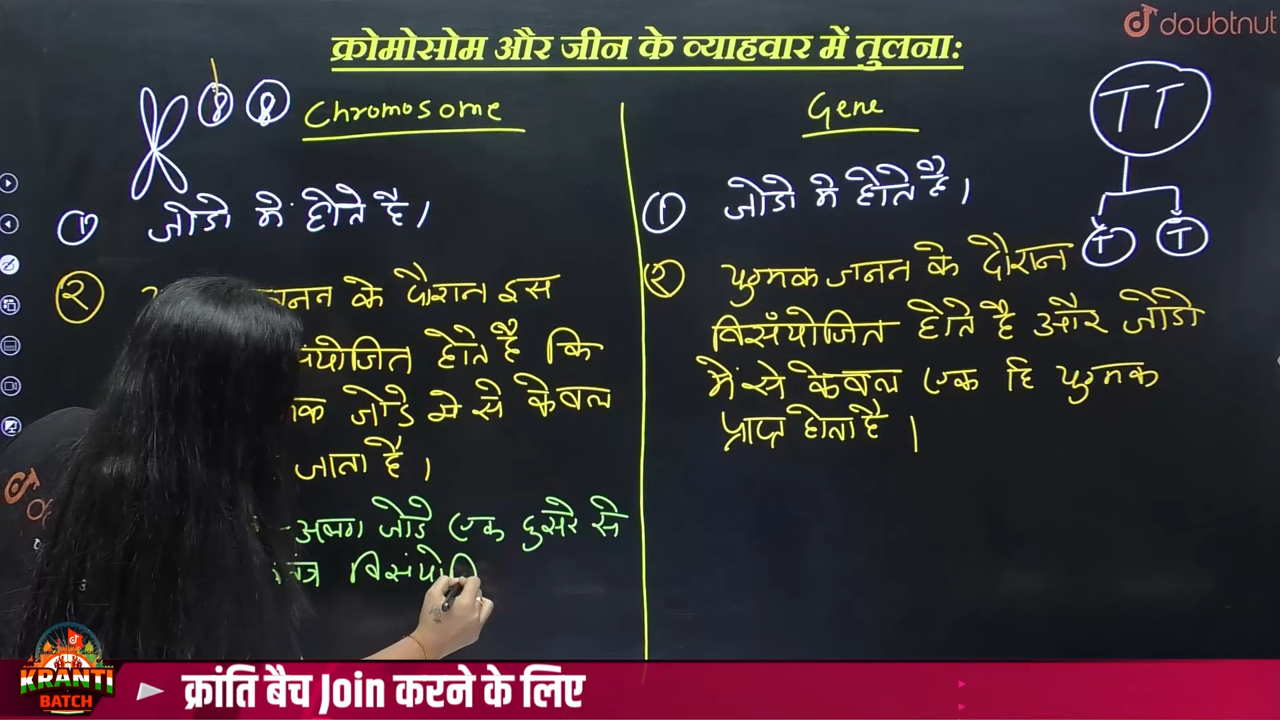 doubtnut
क्रोमोसोम और जीन के व्याहवार में तुलना:
Chromosome
① जोडो में होते है।
② के दौरान इस
होते है कि
जोडे मे से केवल
जाता है।
-अलग जोडे एक दुसरे से
विसंयोजि
Gene
TT
T T
① जोडो मे होते है।
② युग्मक जनन के दौरान
विसंयोजित होते है और जोडो
में से केवल एक हि युग्मक
प्राप्त होता है।
KRANTI
BATCH
क्रांति बैच Join करने के लिए